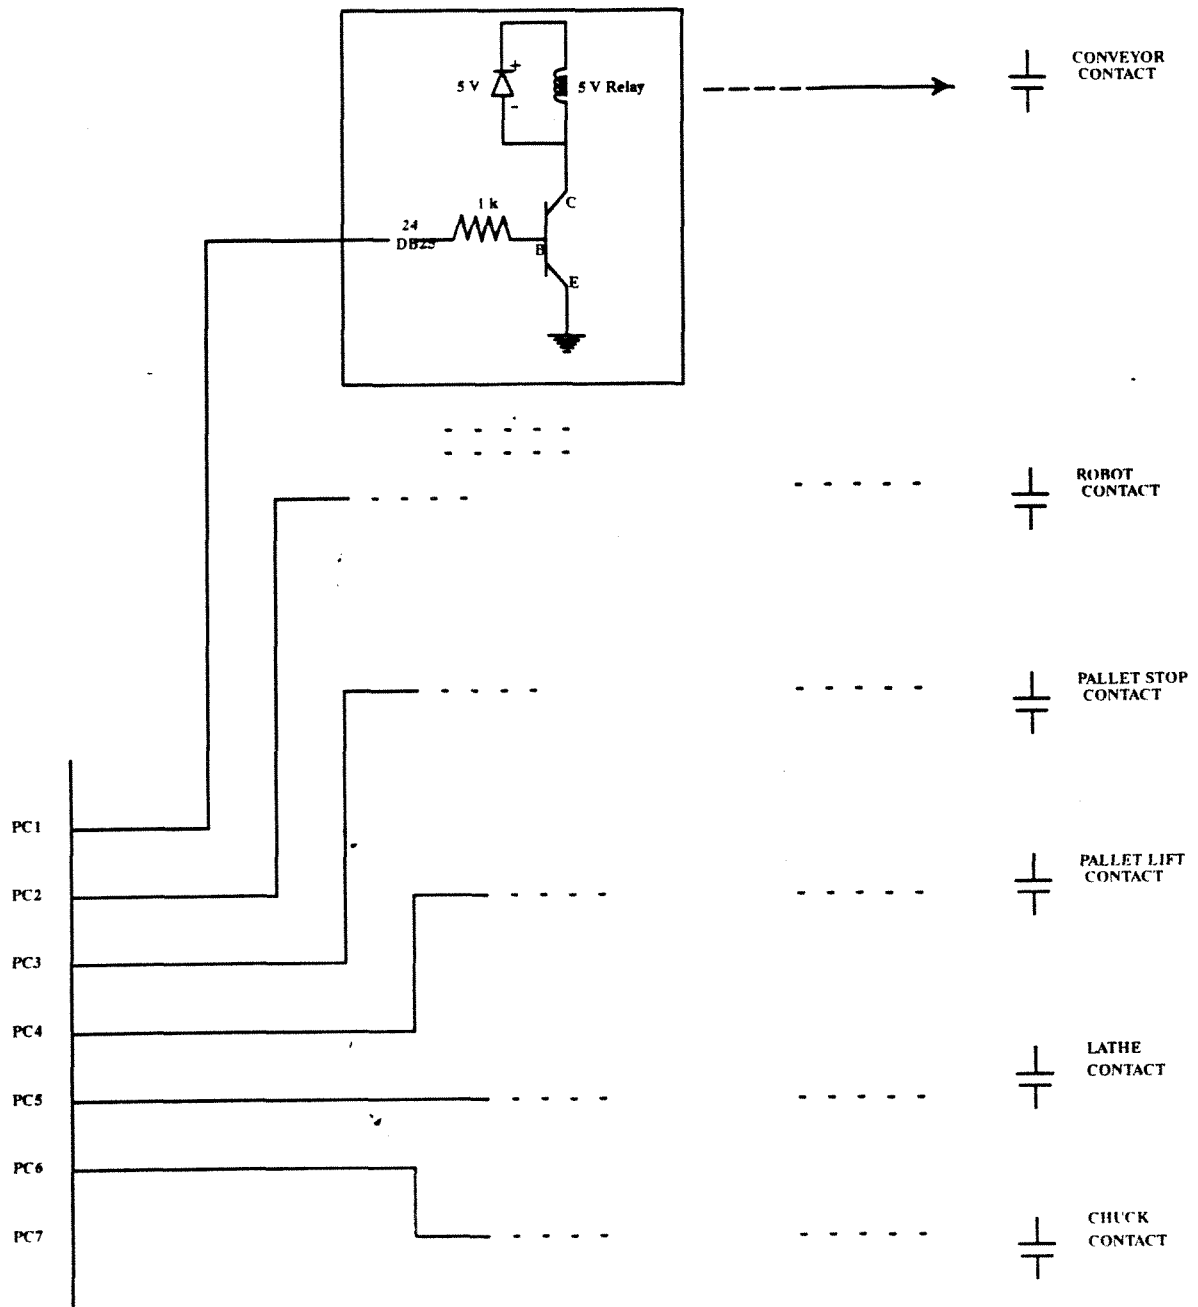 CONVEYOR
CONTACT
+
5 V
5 V Relay
-
1 k
C
24
DB25
B
E
ROBOT
CONTACT
PALLET STOP
CONTACT
PC1
PALLET LIFT
CONTACT
PC2
PC3
PC4
LATHE
CONTACT
PC5
PC6
CHUCK
CONTACT
PC7